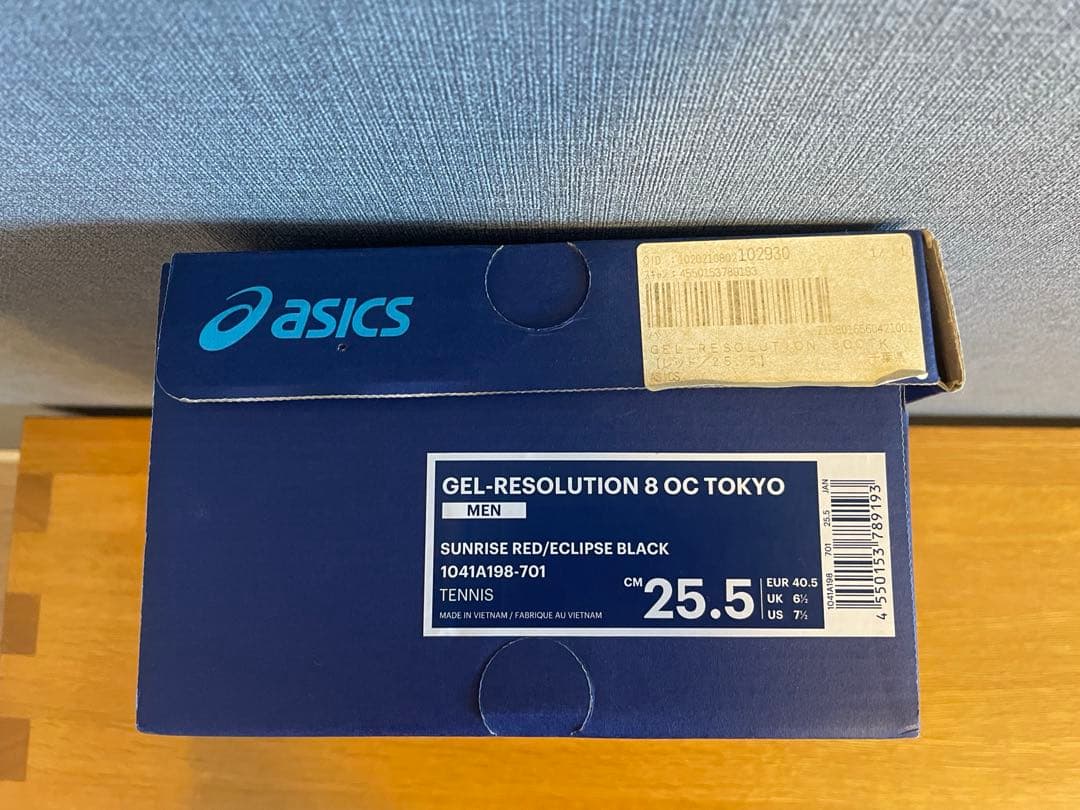 asics
102930
1/ 1
GEL-RESOLUTION 8 OC TOKYO
MEN
SUNRISE RED/ECLIPSE BLACK
1041A198-701
TENNIS
MADE IN VIETNAM / FABRIQUE AU VIETNAM
CM 25.5
EUR 40.5
UK 6½
US 7½
1041A198 701 25.5 JAN
4 550153 789193